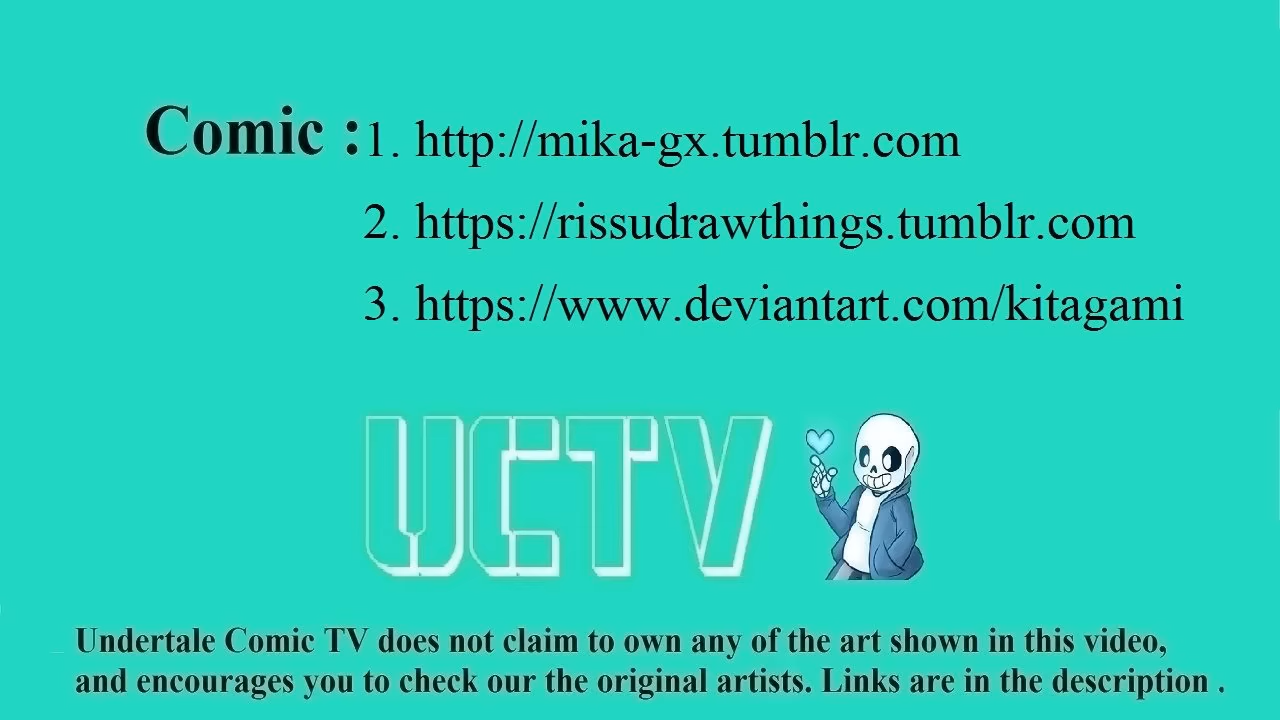 Comic : 1. http://mika-gx.tumblr.com
2. https://rissudrawthings.tumblr.com
3. https://www.deviantart.com/kitagami
UCTV
Undertale Comic TV does not claim to own any of the art shown in this video,
and encourages you to check our the original artists. Links are in the description .